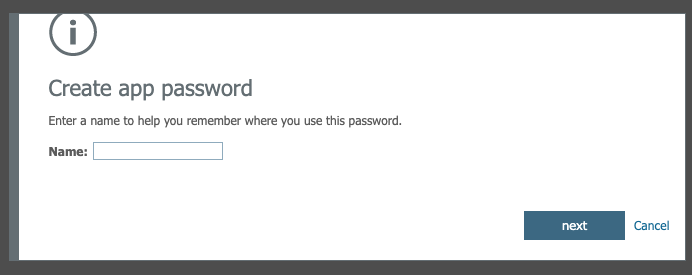 Create app password
Enter a name to help you remember where you use this password.
Name:
next
Cancel